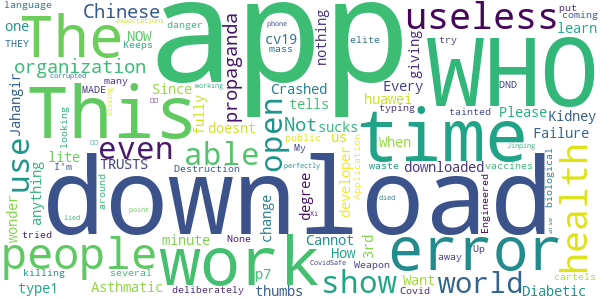 language
expectations
Chinese
one
THEY
NOW
Keeps
The
organization
Since
many
MADE
This
Jahangir
looking
even
TRUSTS
lite
I'm
use
anything
around
wonder
tried
killing
type1
several
Asthmatic
people
app
propaganda
cv19
mass
danger
phone
elite
nothing
Crashed
tells
Not
fully
doesnt
sucks
us
public
My
able
open
Destruction
degree
change
minute
None
p7
deliberately
thumbs
download
work
useless
put
coming
learn
giving
try
WHO
Every
DND
huawei
typing
tainted
Please
Kidney
Failure
time
When
downloaded
waste
vaccines
developer
Application
perfectly
biological
working
corrupted
missing
lied
point
Xi
died
Jinping
Cannot
How
3rd
CovidSafe
Weapon
Engineered
away
Up
Want
Covid
show
error
world
health
cartels
Diabetic